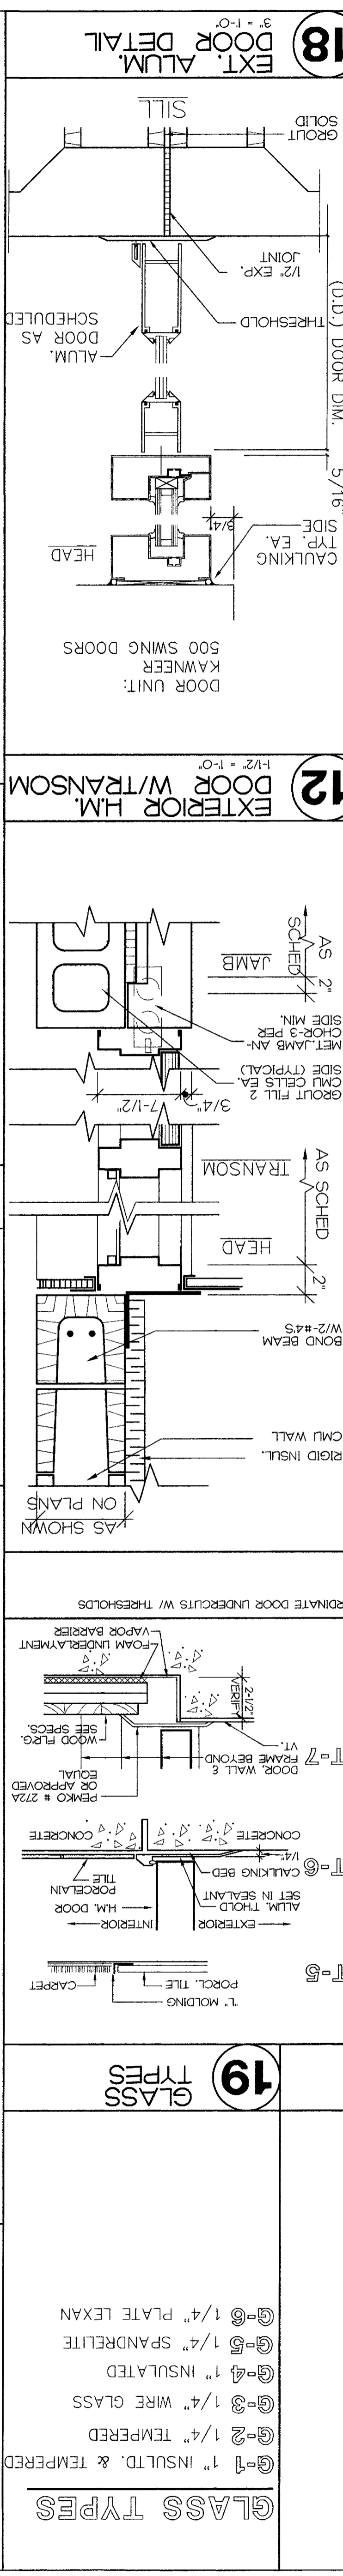 GLASS TYPES
G-1 1" INSULTD. & TEMPERED
G-2 1/4" TEMPERED
G-3 1/4" WIRE GLASS
G-4 1" INSULATED
G-5 1/4" SPANDRELITE
G-6 1/4" PLATE LEXAN
19
GLASS
TYPES
T-5
"L" MOLDING
PORCL. TILE
CARPET
T-6
EXTERIOR
INTERIOR
ALUM. THOLD.
SET IN SEALANT
H.M. DOOR
CAULKING BED
PORCELAIN
TILE
1/4"
CONCRETE
CONCRETE
T-7
DOOR, WALL &
FRAME BEYOND
VT.
PEMKO # 272A
OR APPROVED
EQUAL
WOOD FLRG.
SEE SPECS.
2-1/2"
VERIFY
FOAM UNDERLAYMENT
VAPOR BARRIER
RDINATE DOOR UNDERCUTS W/ THRESHOLDS
AS SHOWN
ON PLANS
RIGID INSUL.
CMU WALL
BOND BEAM
W/2-#4'S
2"
HEAD
AS SCHED
TRANSOM
3/4"
7-1/2"
GROUT FILL 2
CMU CELLS EA.
SIDE (TYPICAL)
MET.JAMB AN-
CHOR-3 PER
SIDE MIN.
2"
JAMB
AS
SCHED
12
EXTERIOR H.M.
DOOR W/TRANSOM
1-1/2" = 1'-0"
DOOR UNIT:
KAWNEER
500 SWING DOORS
CAULKING
TYP. EA.
SIDE
HEAD
3/4"
5/16"
(D.D.) DOOR DIM.
ALUM.
DOOR AS
SCHEDULED
THRESHOLD
1/2" EXP.
JOINT
GROUT
SOLID
SILL
18
EXT. ALUM.
DOOR DETAIL
3" = 1'-0"